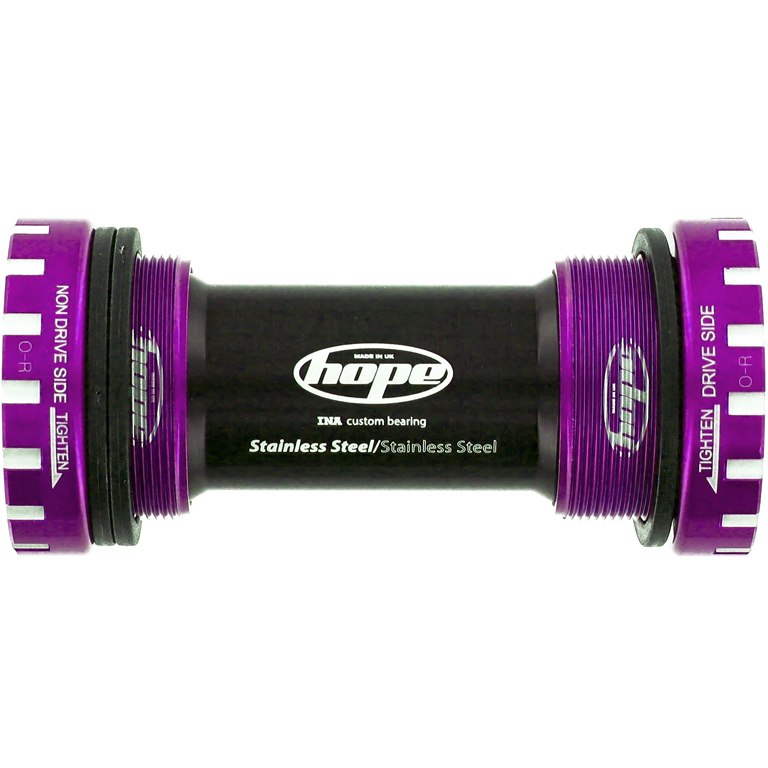 NON DRIVE SIDE
TIGHTEN
O-R
hope
MADE IN UK
hope
INA custom bearing
Stainless Steel/Stainless Steel
hope
TIGHTEN
DRIVE SIDE
O-R